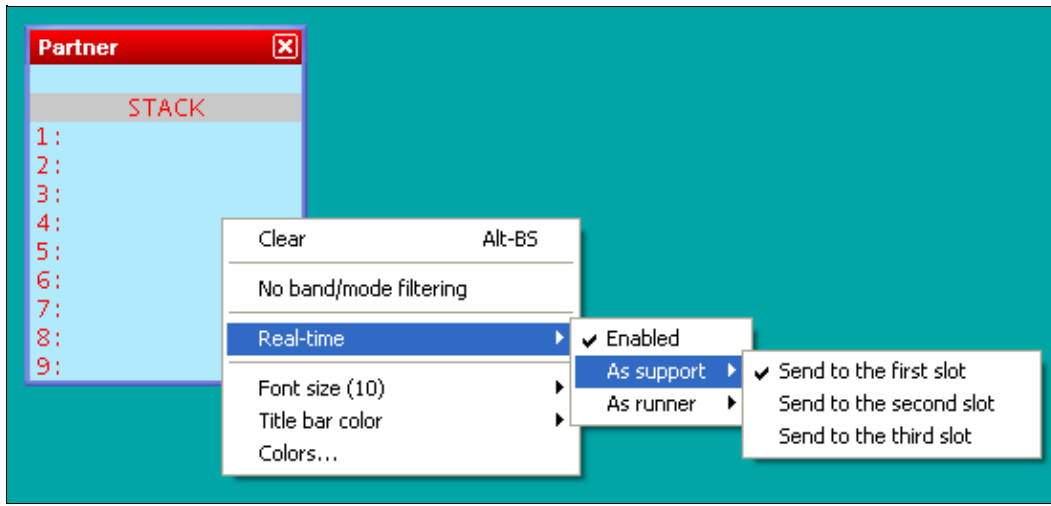 Partner
STACK
1:
2:
3:
4:
5:
6:
7:
8:
9:
Clear Alt-BS
No band/mode filtering
Real-time
Font size (10)
Title bar color
Colors...
Enabled
As support
As runner
Send to the first slot
Send to the second slot
Send to the third slot